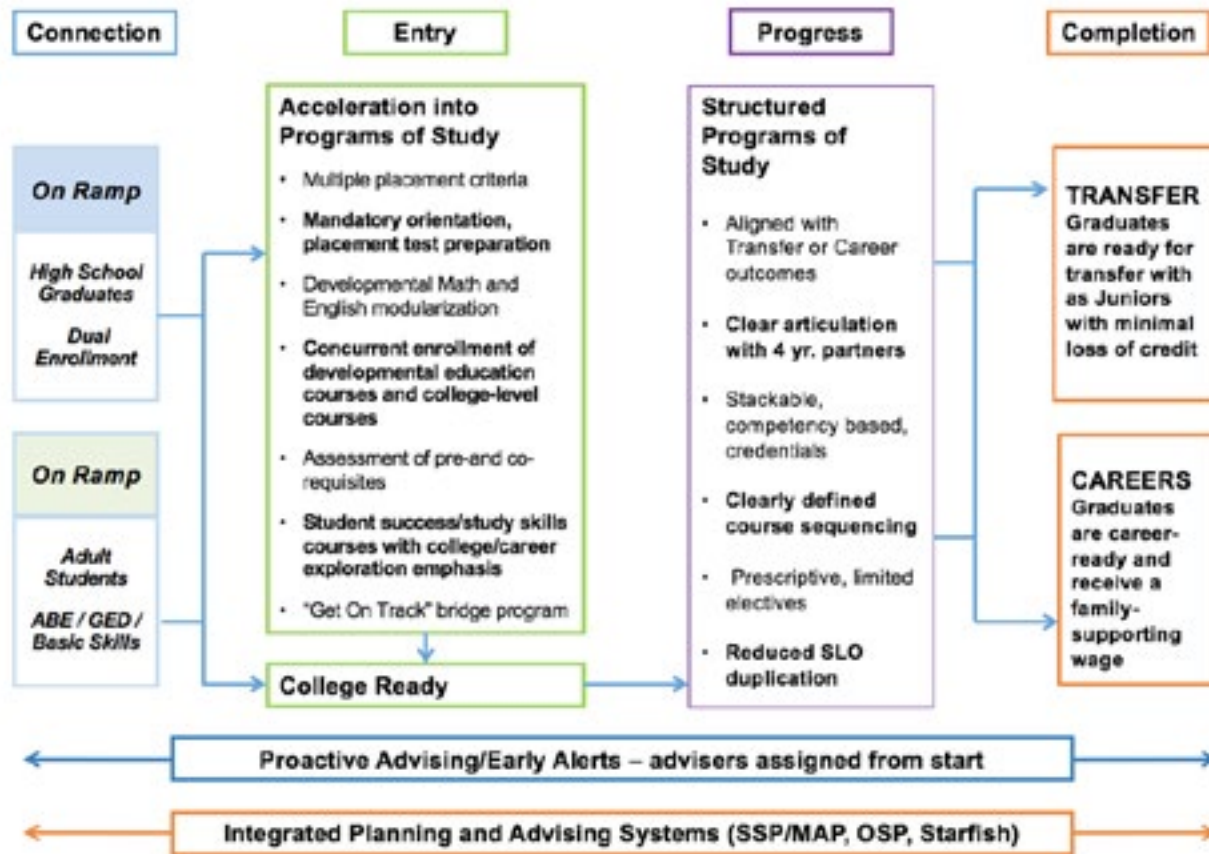 Connection
Entry
Progress
Completion
On Ramp
High School
Graduates
Dual
Enrollment
On Ramp
Adult
Students
ABE / GED /
Basic Skills
Acceleration into
Programs of Study
• Multiple placement criteria
• Mandatory orientation,
placement test preparation
• Developmental Math and
English modularization
• Concurrent enrollment of
developmental education
courses and college-level
courses
• Assessment of pre-and co-
requisites
• Student success/study skills
courses with college/career
exploration emphasis
• "Get On Track" bridge program
College Ready
Structured
Programs of
Study
• Aligned with
Transfer or Career
outcomes
• Clear articulation
with 4 yr. partners
• Stackable,
competency based,
credentials
• Clearly defined
course sequencing
• Prescriptive, limited
electives
• Reduced SLO
duplication
TRANSFER
Graduates
are ready for
transfer with
as Juniors
with minimal
loss of credit
CAREERS
Graduates
are career-
ready and
receive a
family-
supporting
wage
Proactive Advising/Early Alerts – advisers assigned from start
Integrated Planning and Advising Systems (SSP/MAP, OSP, Starfish)